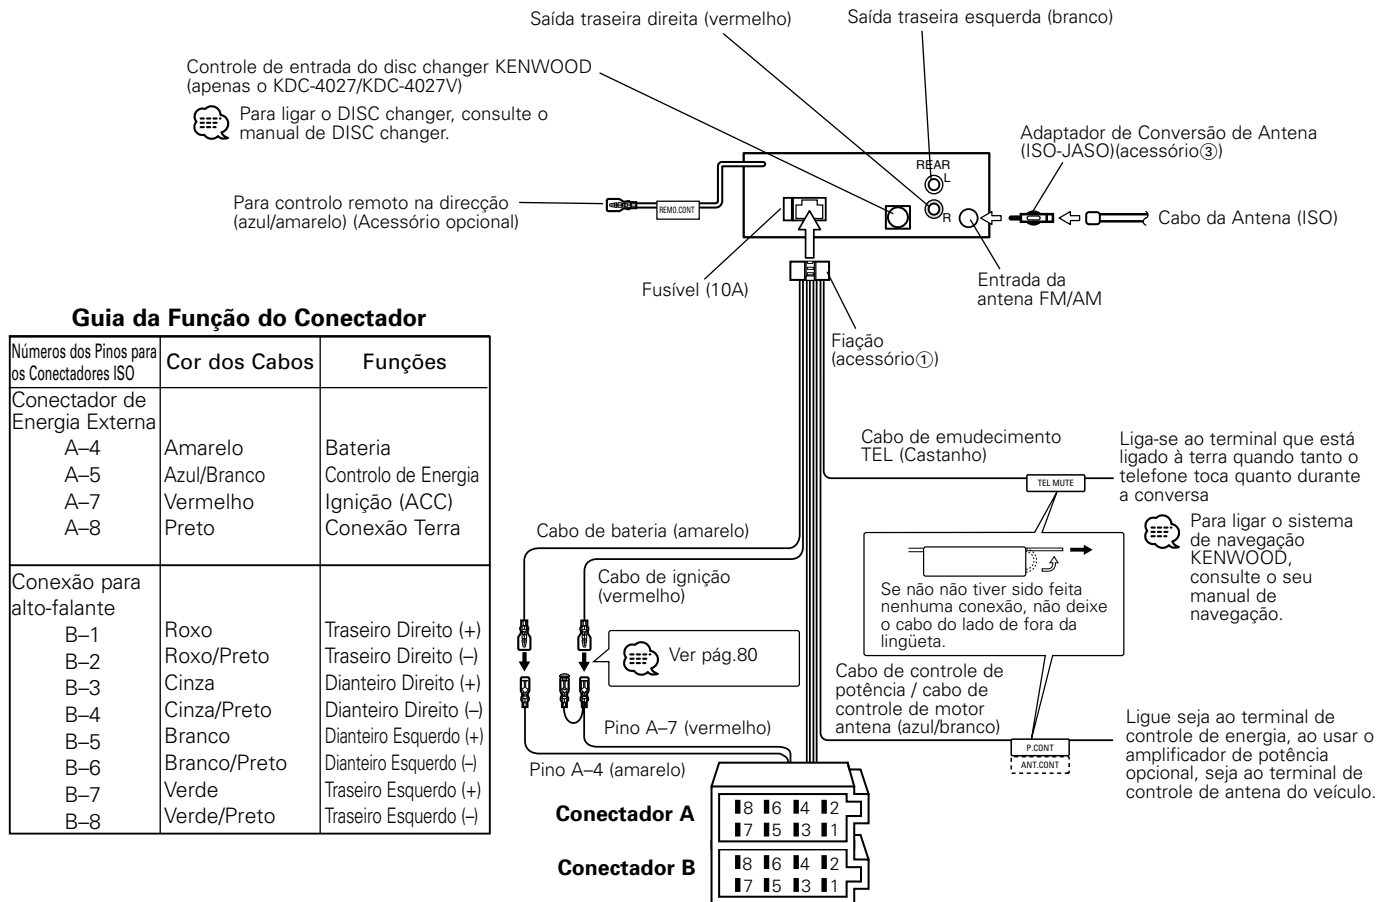 Saída traseira direita (vermelho)
Saída traseira esquerda (branco)
Controle de entrada do disc changer KENWOOD
(apenas o KDC-4027/KDC-4027V)
Para ligar o DISC changer, consulte o
manual de DISC changer.
Adaptador de Conversão de Antena
(ISO-JASO)(acessório③)
REAR
L
R
REMO.CONT
Para controlo remoto na direcção
(azul/amarelo) (Acessório opcional)
Cabo da Antena (ISO)
Fusível (10A)
Entrada da
antena FM/AM
Fiação
(acessório①)
Guia da Função do Conectador
Números dos Pinos para
os Conectadores ISO
Cor dos Cabos
Funções
Conectador de
Energia Externa
A–4 Amarelo Bateria
A–5 Azul/Branco Controlo de Energia
A–7 Vermelho Ignição (ACC)
A–8 Preto Conexão Terra
Conexão para
alto-falante
B–1 Roxo Traseiro Direito (+)
B–2 Roxo/Preto Traseiro Direito (–)
B–3 Cinza Dianteiro Direito (+)
B–4 Cinza/Preto Dianteiro Direito (–)
B–5 Branco Dianteiro Esquerdo (+)
B–6 Branco/Preto Dianteiro Esquerdo (–)
B–7 Verde Traseiro Esquerdo (+)
B–8 Verde/Preto Traseiro Esquerdo (–)
Cabo de emudecimento
TEL (Castanho)
TEL MUTE
Liga-se ao terminal que está
ligado à terra quando tanto o
telefone toca quanto durante
a conversa
Para ligar o sistema
de navegação
KENWOOD,
consulte o seu
manual de
navegação.
Cabo de bateria (amarelo)
Cabo de ignição
(vermelho)
Ver pág.80
Se não não tiver sido feita
nenhuma conexão, não deixe
o cabo do lado de fora da
lingüeta.
Cabo de controle de
potência / cabo de
controle de motor
antena (azul/branco)
P.CONT
ANT.CONT
Ligue seja ao terminal de
controle de energia, ao usar o
amplificador de potência
opcional, seja ao terminal de
controle de antena do veículo.
Pino A–7 (vermelho)
Pino A–4 (amarelo)
Conectador A
8 6 4 2
7 5 3 1
Conectador B
8 6 4 2
7 5 3 1